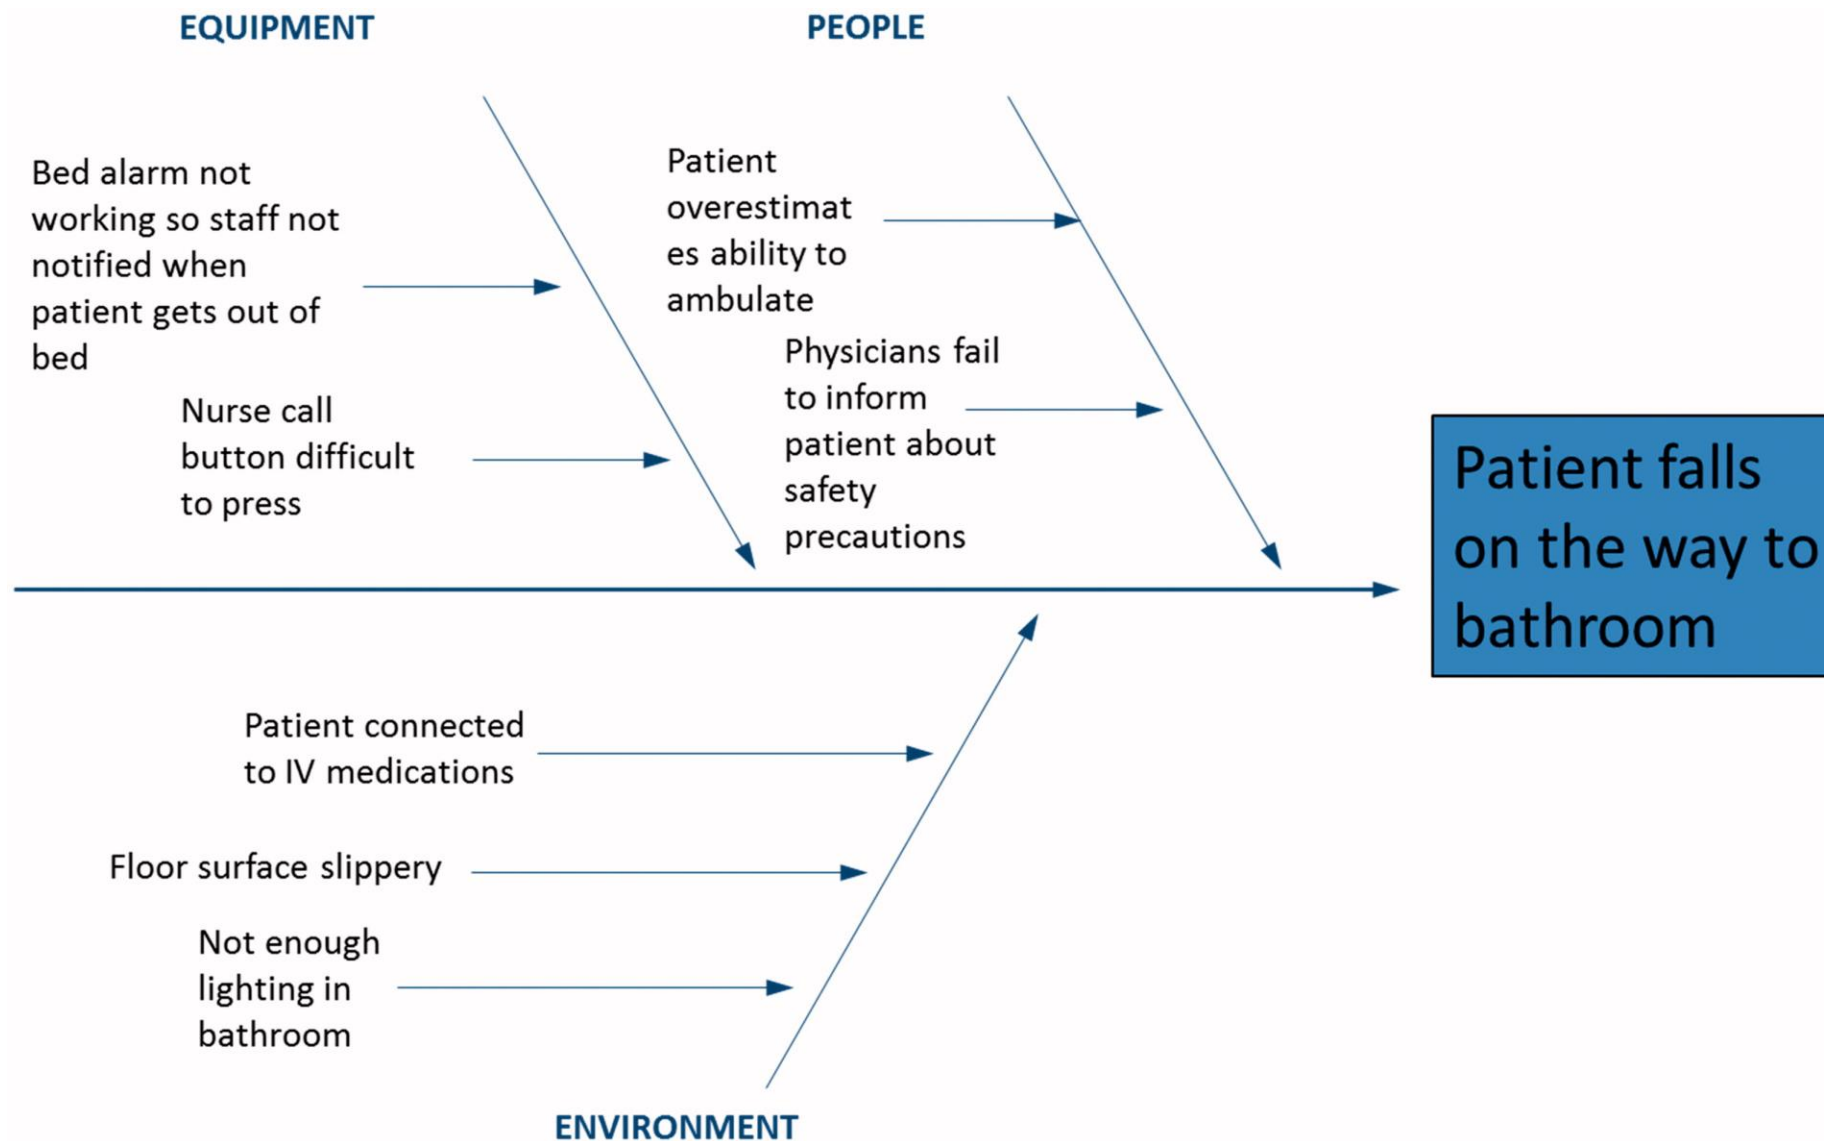 EQUIPMENT
PEOPLE
Bed alarm not
working so staff not
notified when
patient gets out of
bed
Nurse call
button difficult
to press
Patient
overestimat
es ability to
ambulate
Physicians fail
to inform
patient about
safety
precautions
Patient falls
on the way to
bathroom
Patient connected
to IV medications
Floor surface slippery
Not enough
lighting in
bathroom
ENVIRONMENT